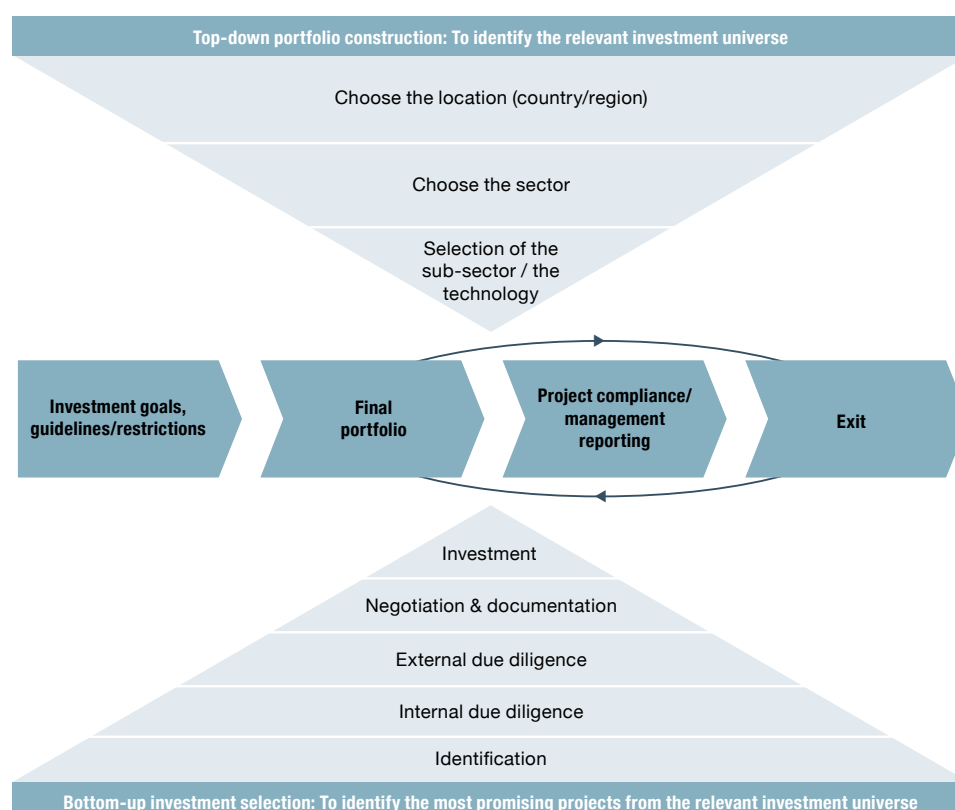 Top-down portfolio construction: To identify the relevant investment universe
Choose the location (country/region)
Choose the sector
Selection of the
sub-sector / the
technology
Investment goals,
guidelines/restrictions
Final
portfolio
Project compliance/
management
reporting
Exit
Investment
Negotiation & documentation
External due diligence
Internal due diligence
Identification
Bottom-up investment selection: To identify the most promising projects from the relevant investment universe